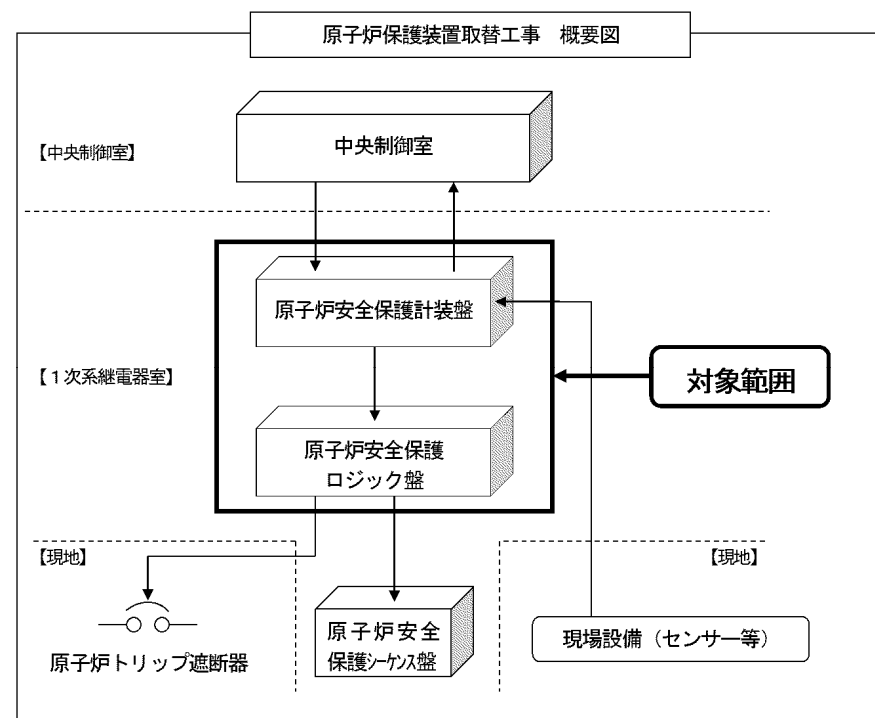 原子炉保護装置取替工事　概要図
【中央制御室】
中央制御室
原子炉安全保護計装盤
【１次系継電器室】
対象範囲
原子炉安全保護
ロジック盤
【現地】
【現地】
原子炉安全
保護シーケンス盤
現場設備（センサー等）
原子炉トリップ遮断器